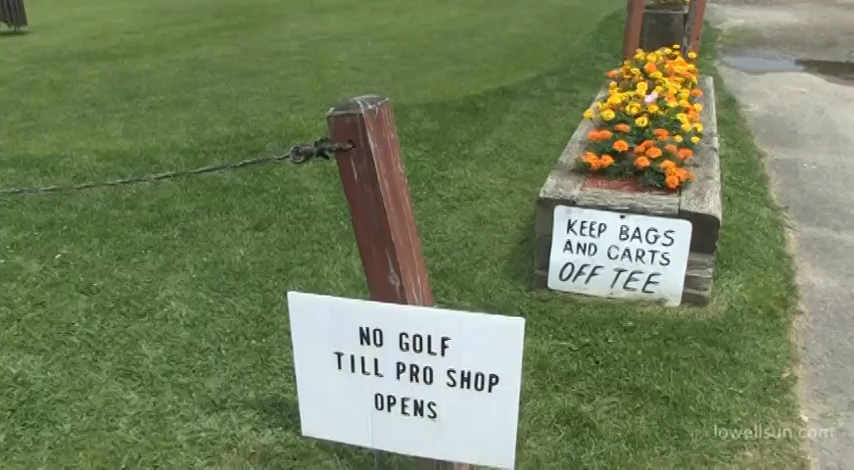 KEEP BAGS
AND CARTS
OFF TEE
NO GOLF
TILL PRO SHOP
OPENS
lowellsun.com